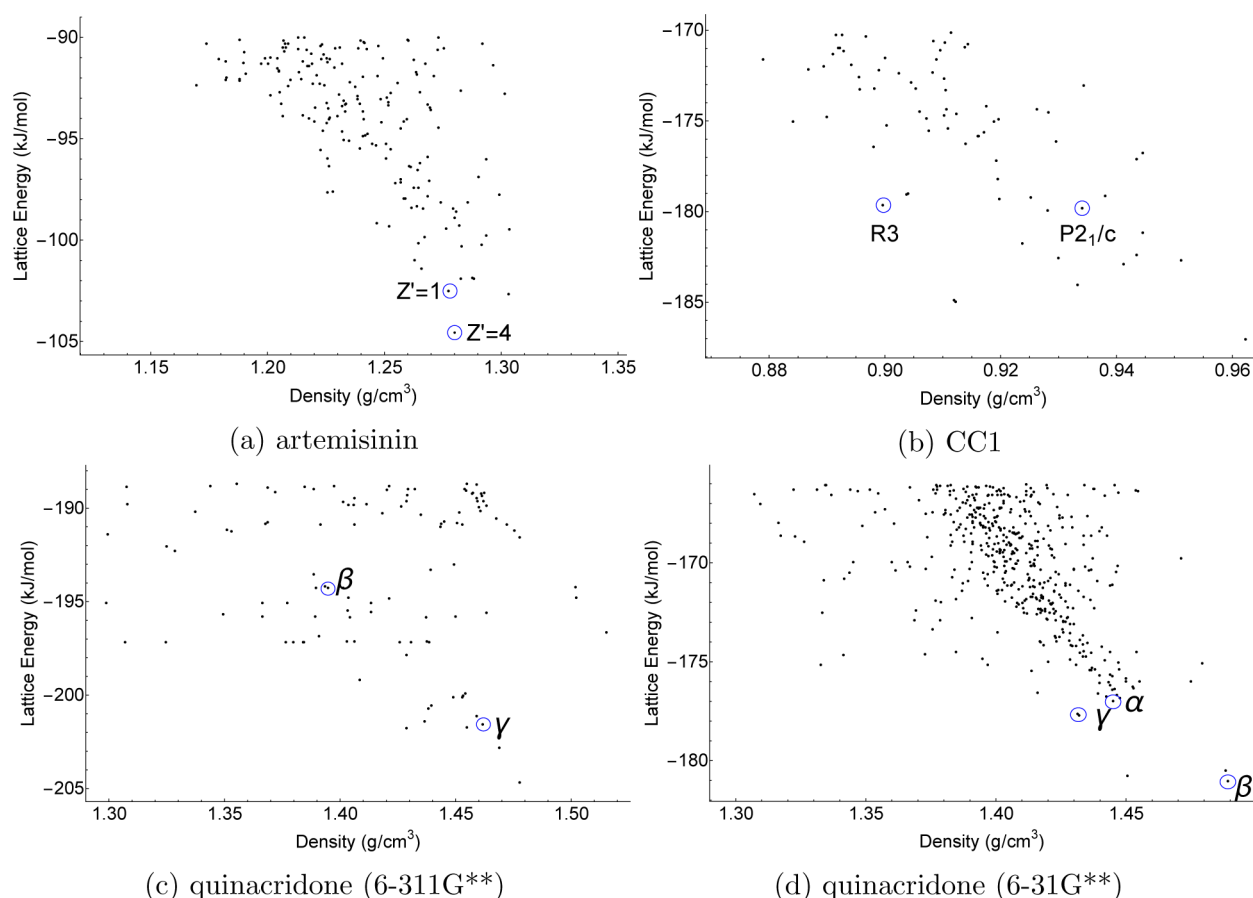 Lattice Energy (kJ/mol)
−90
−95
−100
−105
Z'=1
Z'=4
1.15 1.20 1.25 1.30 1.35
Density (g/cm³)
(a) artemisinin
Lattice Energy (kJ/mol)
−170
−175
−180
−185
R3
P2₁/c
0.88 0.90 0.92 0.94 0.96
Density (g/cm³)
(b) CC1
Lattice Energy (kJ/mol)
−190
−195
−200
−205
β
γ
1.30 1.35 1.40 1.45 1.50
Density (g/cm³)
(c) quinacridone (6-311G**)
Lattice Energy (kJ/mol)
−170
−175
−180
γ
α
β
1.30 1.35 1.40 1.45
Density (g/cm³)
(d) quinacridone (6-31G**)